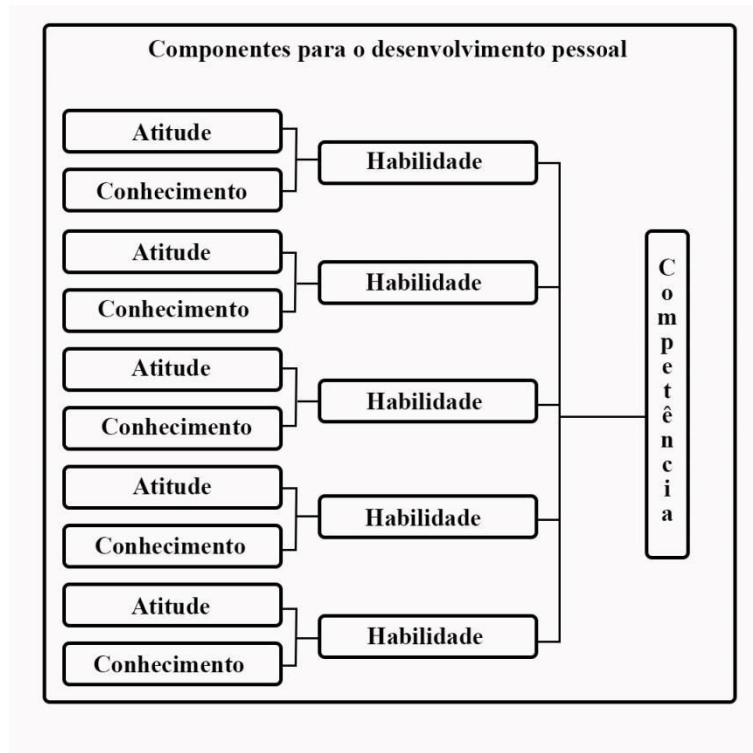 Componentes para o desenvolvimento pessoal
Atitude
Conhecimento
Habilidade
Atitude
Conhecimento
Habilidade
Atitude
Conhecimento
Habilidade
Atitude
Conhecimento
Habilidade
Atitude
Conhecimento
Habilidade
Competência